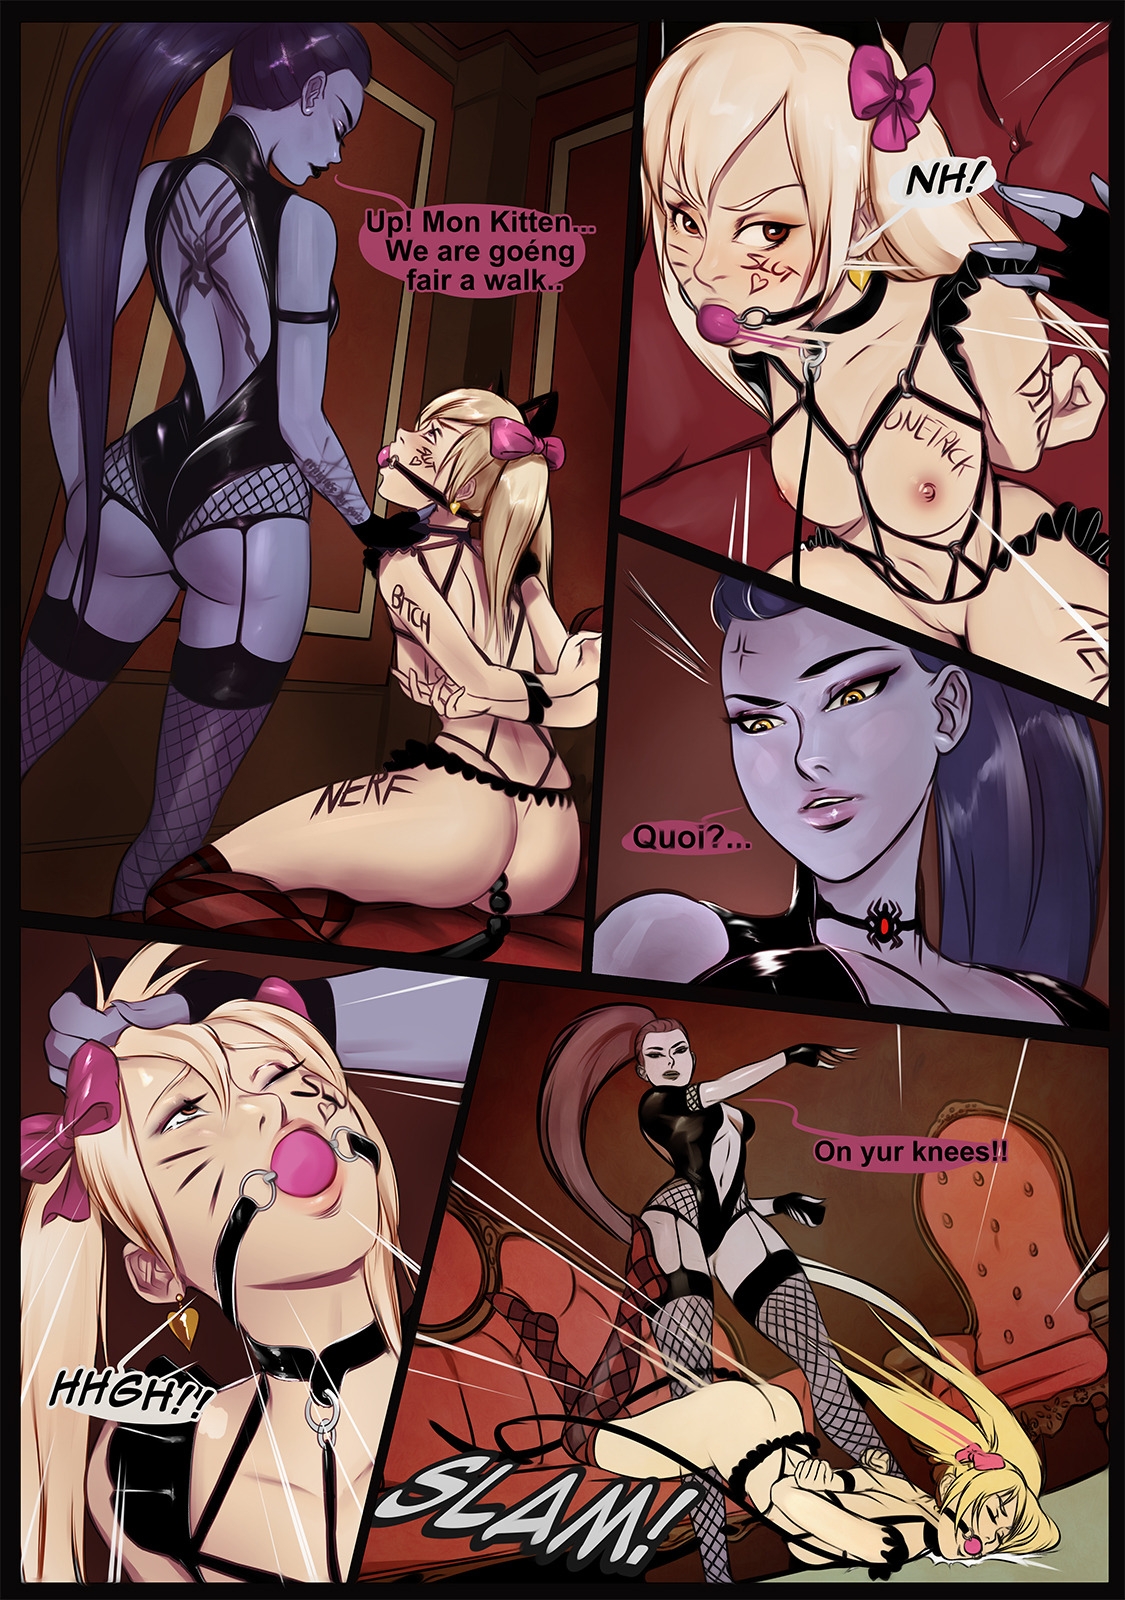 Up! Mon Kitten...
We are goéng
fair a walk..
BITCH
NERF
NH!
ONETRICK
Quoi?...
HHGH!!
On yur knees!!
SLAM!